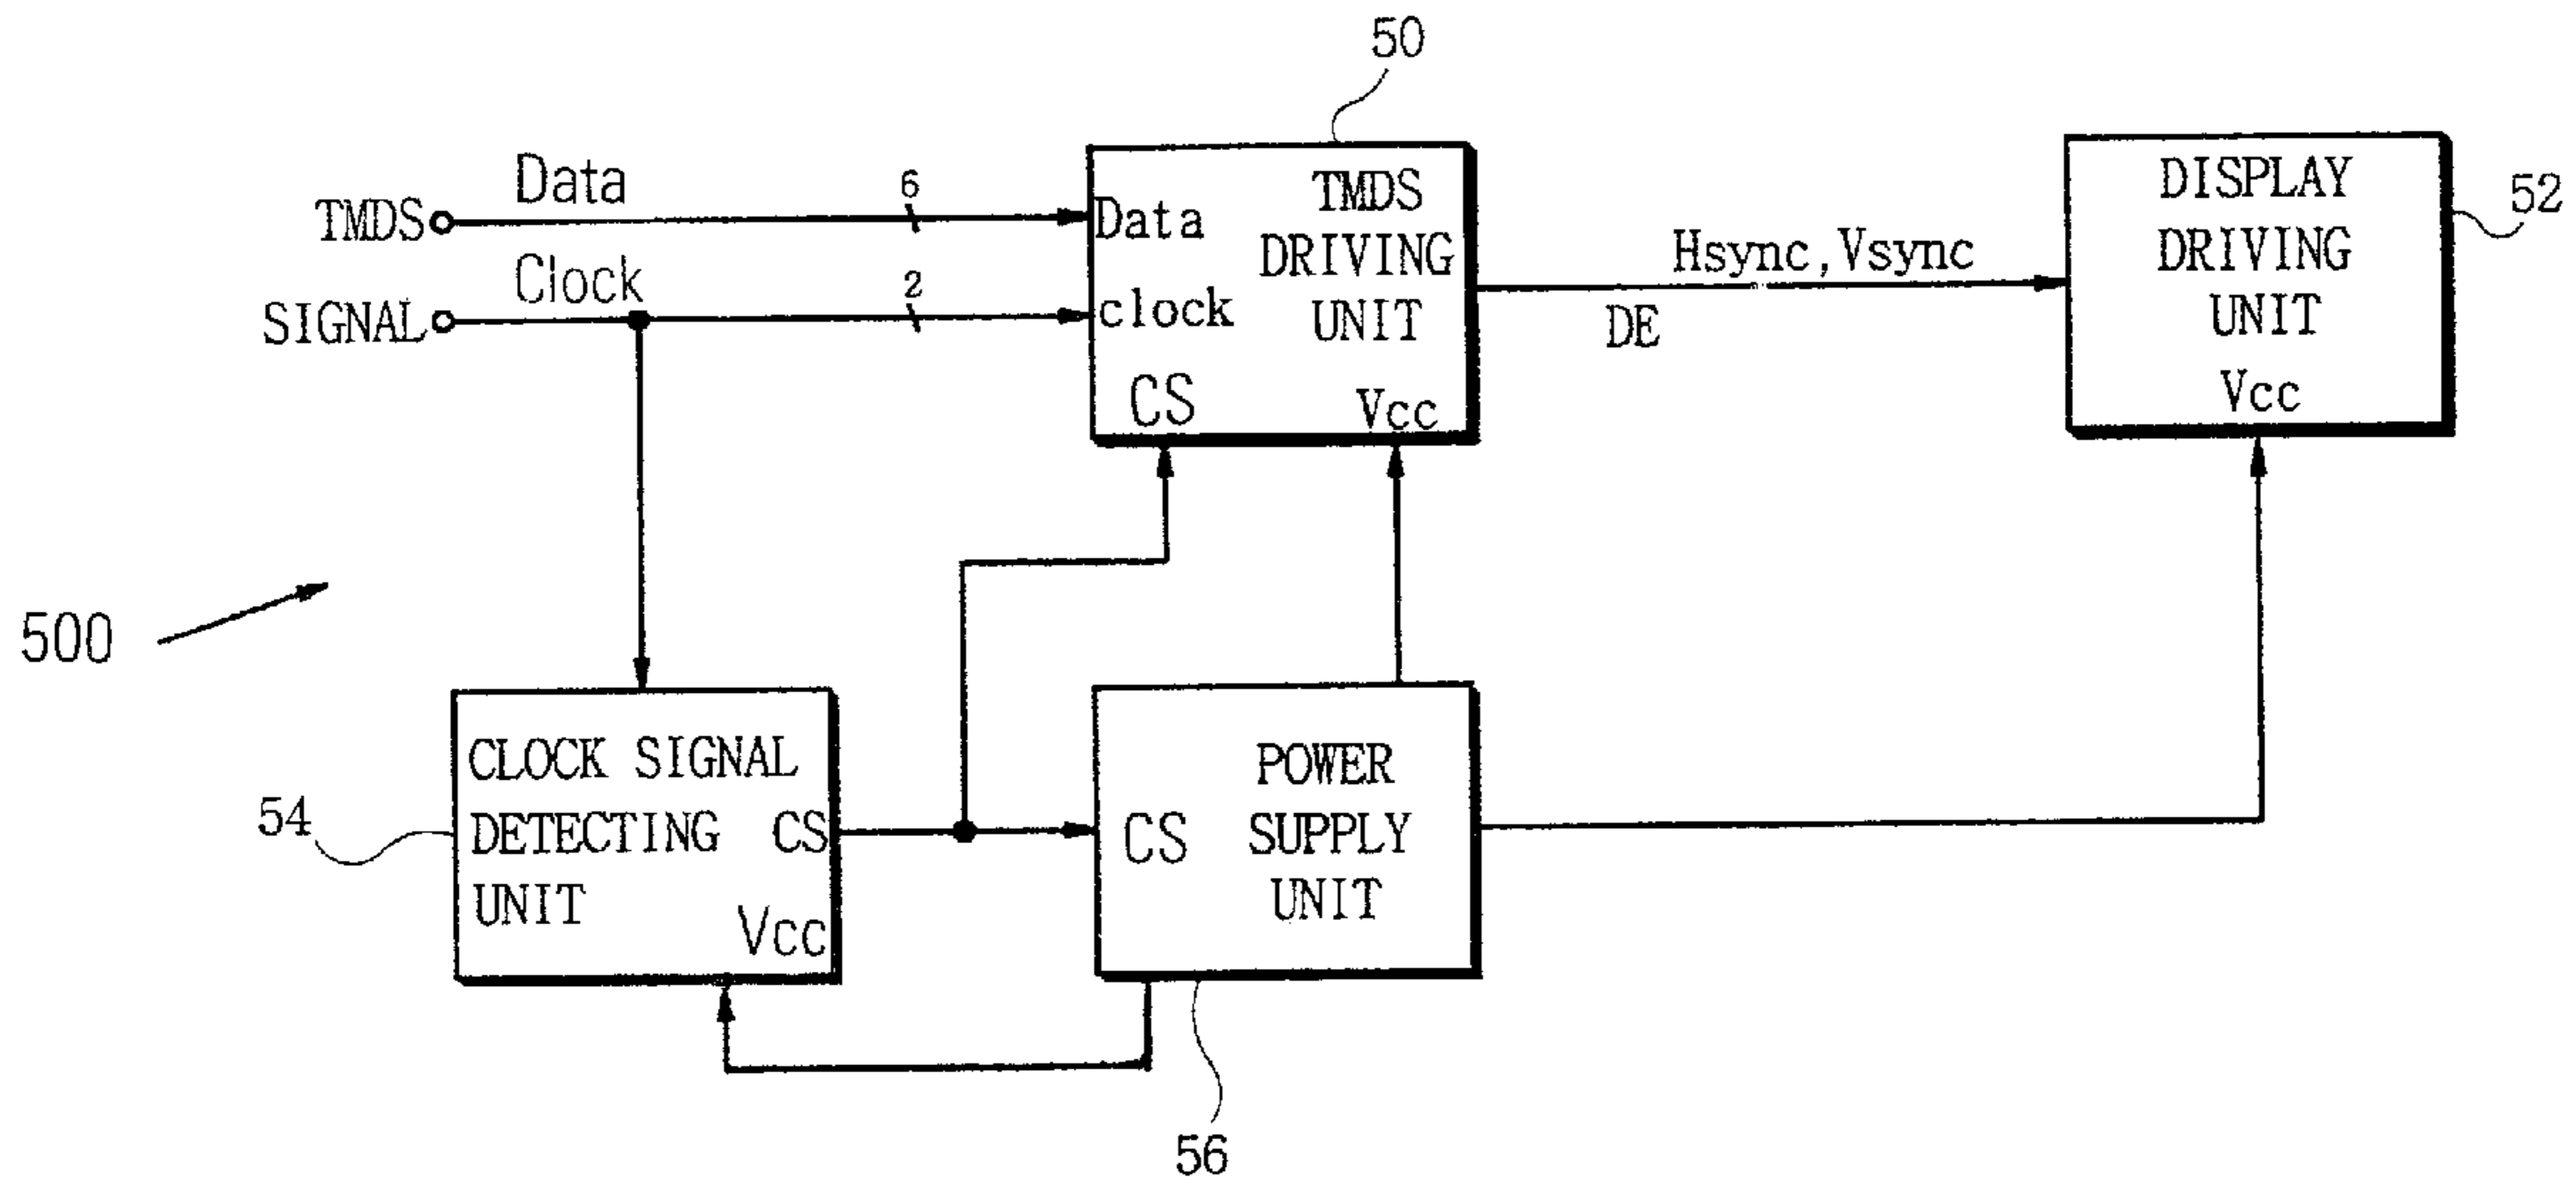 50
TMDS
Data
6
Data
TMDS
DRIVING
UNIT
SIGNAL
Clock
2
clock
CS
Vcc
Hsync,Vsync
DE
DISPLAY
DRIVING
UNIT
Vcc
52
500
54
CLOCK SIGNAL
DETECTING
UNIT
CS
Vcc
CS
POWER
SUPPLY
UNIT
56